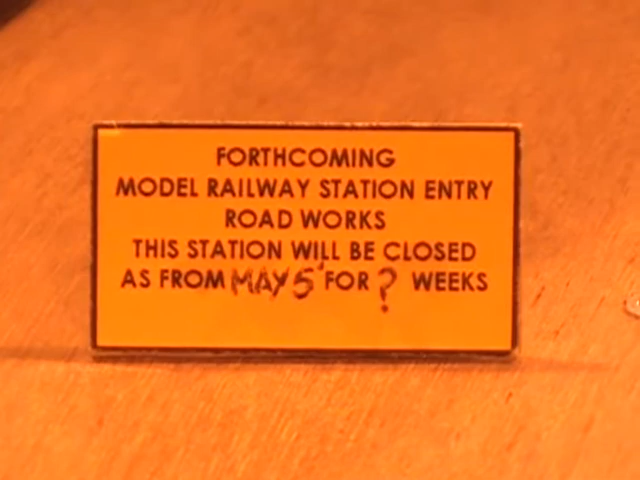 FORTHCOMING
MODEL RAILWAY STATION ENTRY
ROAD WORKS
THIS STATION WILL BE CLOSED
AS FROM MAY 5 FOR ? WEEKS